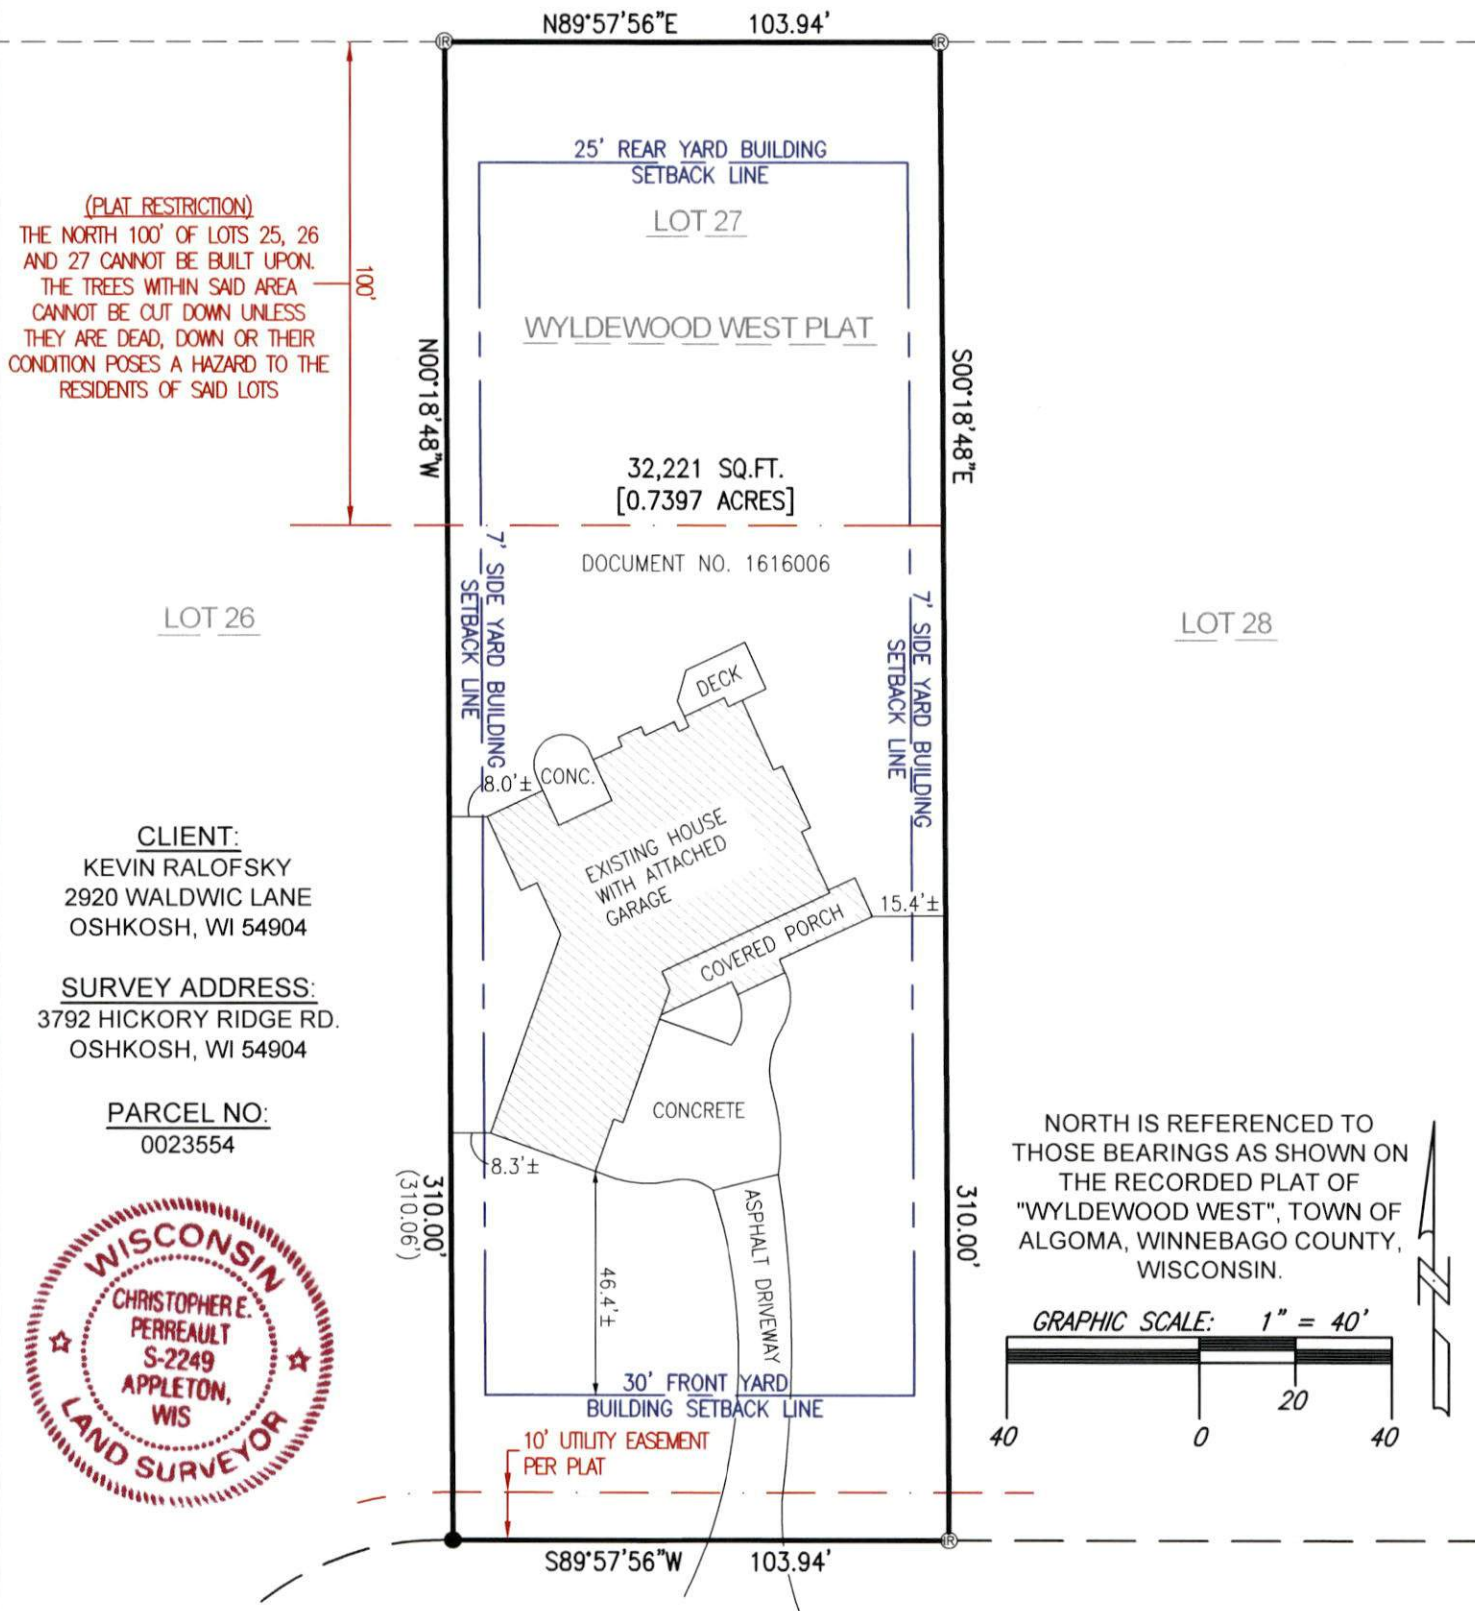 N89°57'56"E 103.94'
IR
IR
25' REAR YARD BUILDING
SETBACK LINE
LOT 27
(PLAT RESTRICTION)
THE NORTH 100' OF LOTS 25, 26
AND 27 CANNOT BE BUILT UPON.
THE TREES WITHIN SAID AREA
CANNOT BE CUT DOWN UNLESS
THEY ARE DEAD, DOWN OR THEIR
CONDITION POSES A HAZARD TO THE
RESIDENTS OF SAID LOTS
100'
WYLDEWOOD WEST PLAT
N00°18'48"W
S00°18'48"E
32,221 SQ.FT.
[0.7397 ACRES]
DOCUMENT NO. 1616006
LOT 26
LOT 28
7' SIDE YARD BUILDING
SETBACK LINE
7' SIDE YARD BUILDING
SETBACK LINE
DECK
CONC.
8.0'±
EXISTING HOUSE
WITH ATTACHED
GARAGE
15.4'±
COVERED PORCH
CLIENT:
KEVIN RALOFSKY
2920 WALDWIC LANE
OSHKOSH, WI 54904
SURVEY ADDRESS:
3792 HICKORY RIDGE RD.
OSHKOSH, WI 54904
PARCEL NO:
0023554
CONCRETE
8.3'±
310.00'
(310.06')
310.00'
46.4'±
ASPHALT DRIVEWAY
NORTH IS REFERENCED TO
THOSE BEARINGS AS SHOWN ON
THE RECORDED PLAT OF
"WYLDEWOOD WEST", TOWN OF
ALGOMA, WINNEBAGO COUNTY,
WISCONSIN.
N
GRAPHIC SCALE: 1" = 40'
20
40 0 40
WISCONSIN
CHRISTOPHER E.
PERREAULT
S-2249
APPLETON,
WIS
LAND SURVEYOR
30' FRONT YARD
BUILDING SETBACK LINE
10' UTILITY EASEMENT
PER PLAT
IR
S89°57'56"W 103.94'